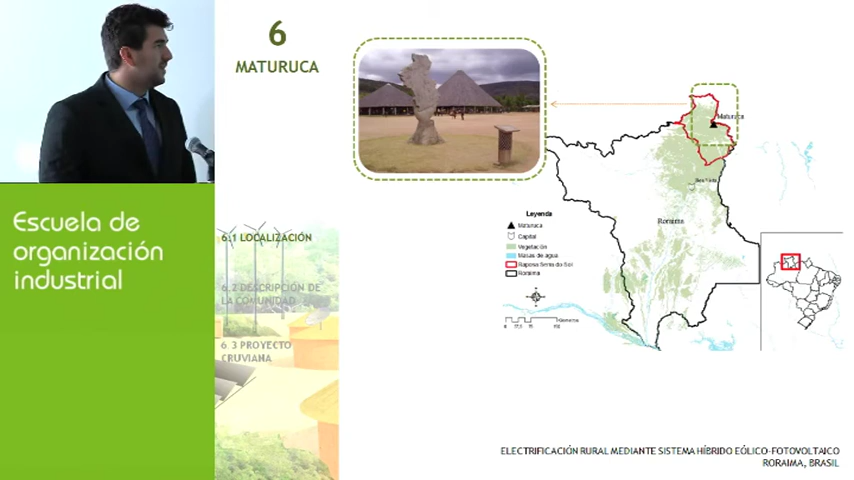 6
MATURUCA
Escuela de
organización
industrial
6.1 LOCALIZACIÓN
6.2 DESCRIPCIÓN DE
LA COMUNIDAD
6.3 PROYECTO
CRUVIANA
Maturuca
Boa Vista
Roraima
Leyenda
Maturuca
Capital
Vegetación
Masas de agua
Raposa Serra do Sol
Roraima
ELECTRIFICACIÓN RURAL MEDIANTE SISTEMA HÍBRIDO EÓLICO-FOTOVOLTAICO
RORAIMA, BRASIL